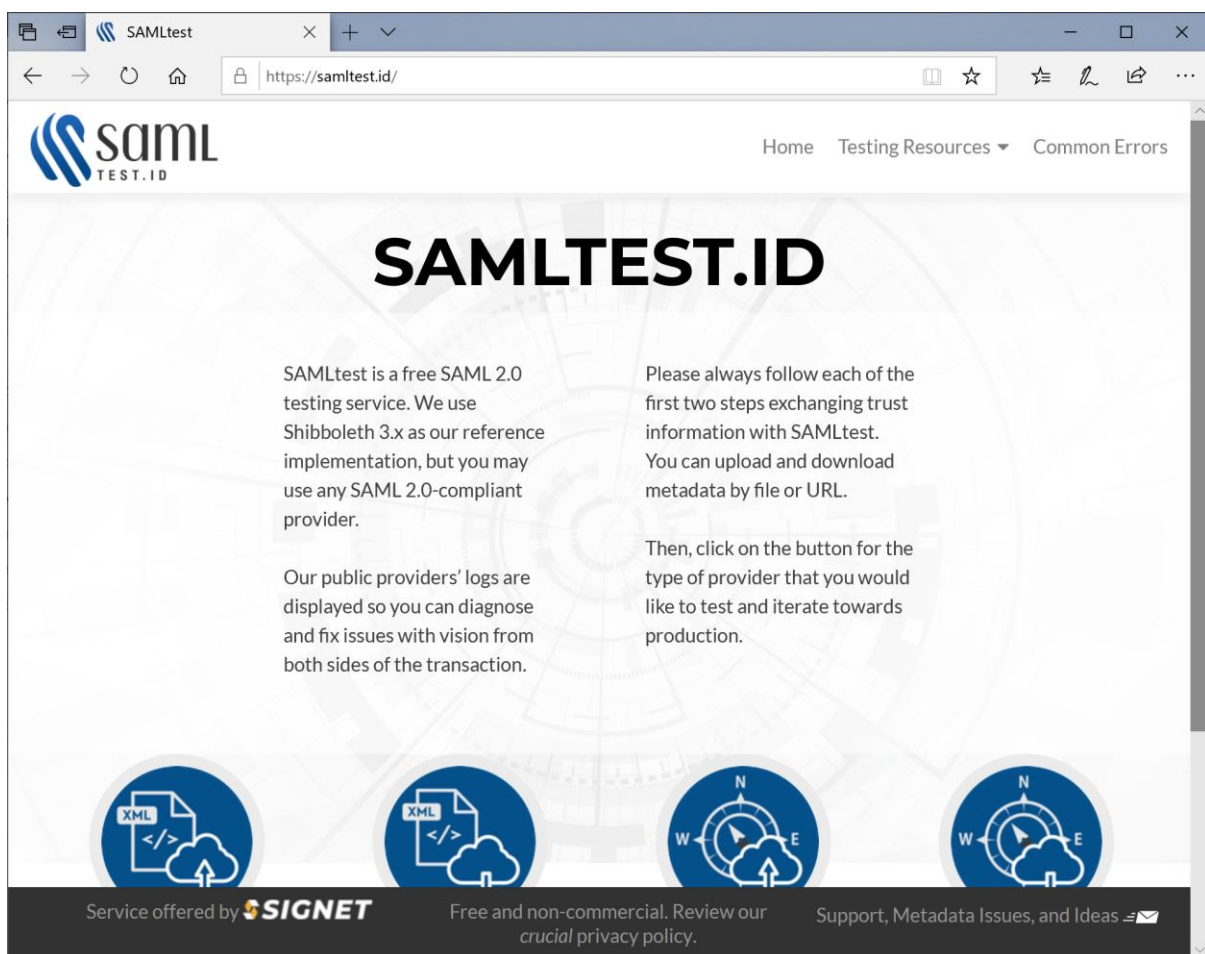 SAMLtest
https://samltest.id/
saml
TEST.ID
Home Testing Resources Common Errors
SAMLTEST.ID
SAMLtest is a free SAML 2.0
testing service. We use
Shibboleth 3.x as our reference
implementation, but you may
use any SAML 2.0-compliant
provider.
Our public providers’ logs are
displayed so you can diagnose
and fix issues with vision from
both sides of the transaction.
Please always follow each of the
first two steps exchanging trust
information with SAMLtest.
You can upload and download
metadata by file or URL.
Then, click on the button for the
type of provider that you would
like to test and iterate towards
production.
XML
</>
XML
</>
N
W E
N
W E
Service offered by SIGNET
Free and non-commercial. Review our
crucial privacy policy.
Support, Metadata Issues, and Ideas